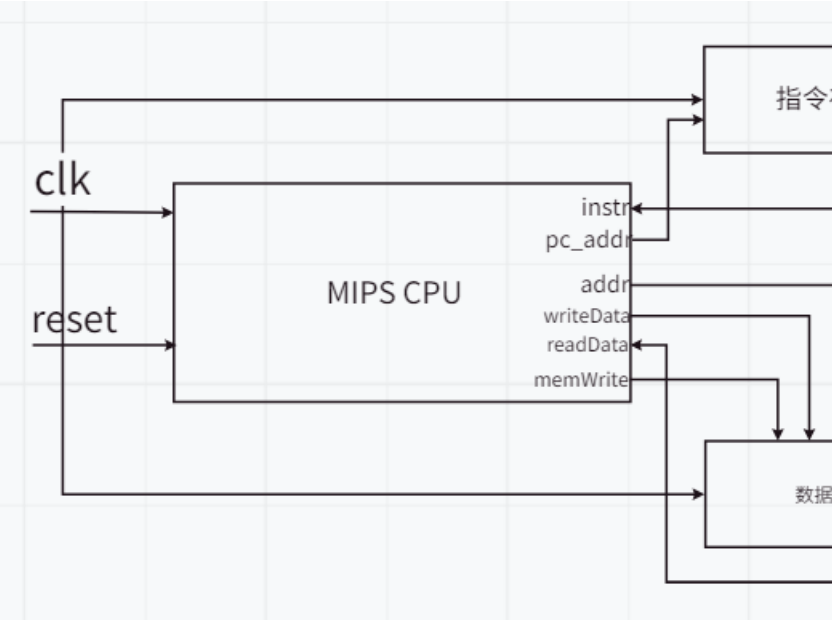 指令
clk
instr
pc_addr
MIPS CPU
addr
reset
writeData
readData
memWrite
数据